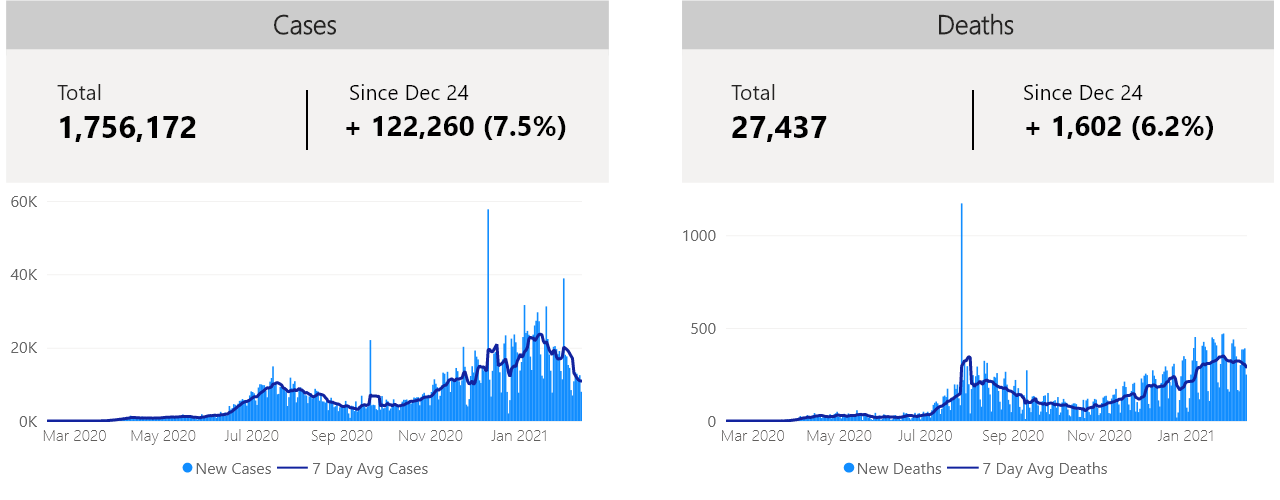 Cases
Total
1,756,172
Since Dec 24
+ 122,260 (7.5%)
60K
40K
20K
0K
Mar 2020 May 2020 Jul 2020 Sep 2020 Nov 2020 Jan 2021
New Cases 7 Day Avg Cases
Deaths
Total
27,437
Since Dec 24
+ 1,602 (6.2%)
1000
500
0
Mar 2020 May 2020 Jul 2020 Sep 2020 Nov 2020 Jan 2021
New Deaths 7 Day Avg Deaths